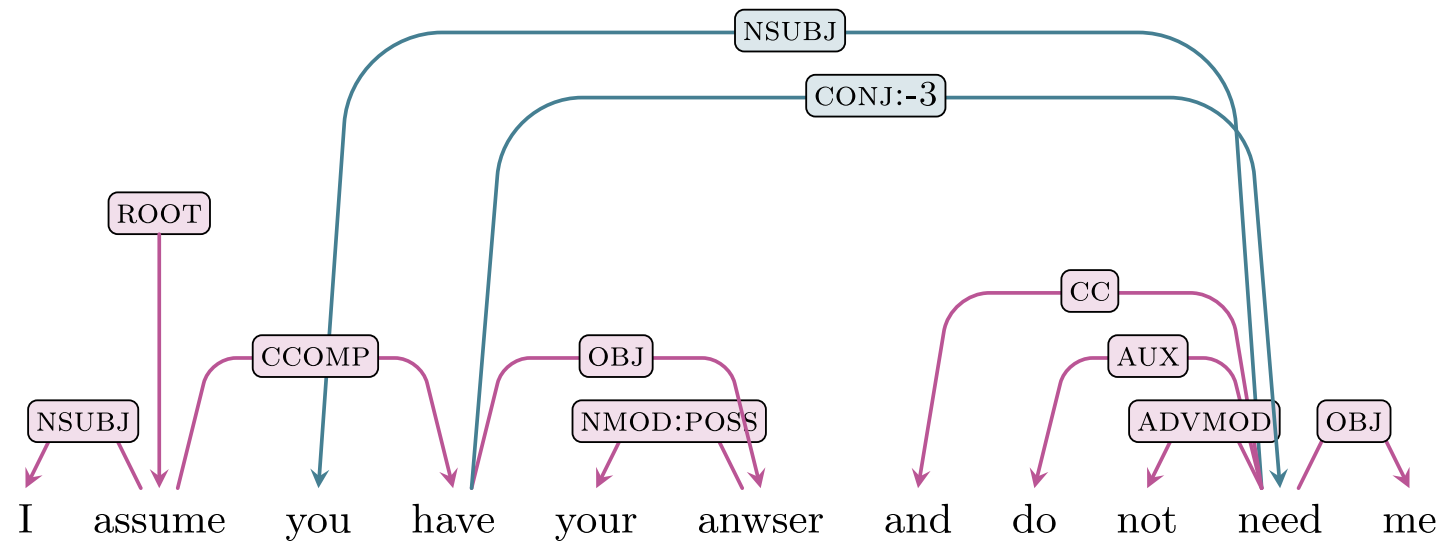 NSUBJ
CONJ:-3
ROOT
CC
CCOMP OBJ AUX
NSUBJ NMOD:POSS ADVMOD OBJ
I assume you have your anwser and do not need me